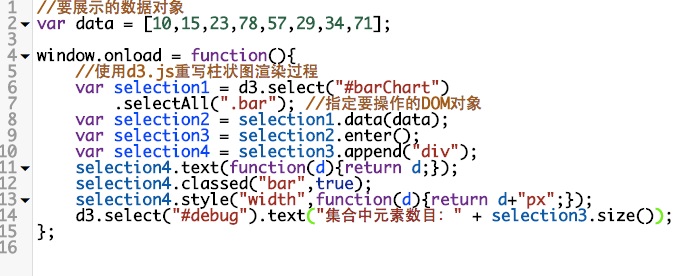 1 //要展示的数据对象
2 var data = [10,15,23,78,57,29,34,71];
3
4 window.onload = function(){
5 //使用d3.js重写柱状图渲染过程
6 var selection1 = d3.select("#barChart")
7 .selectAll(".bar"); //指定要操作的DOM对象
8 var selection2 = selection1.data(data);
9 var selection3 = selection2.enter();
10 var selection4 = selection3.append("div");
11 selection4.text(function(d){return d;});
12 selection4.classed("bar",true);
13 selection4.style("width",function(d){return d+"px";});
14 d3.select("#debug").text("集合中元素数目：" + selection3.size());
15 };
16